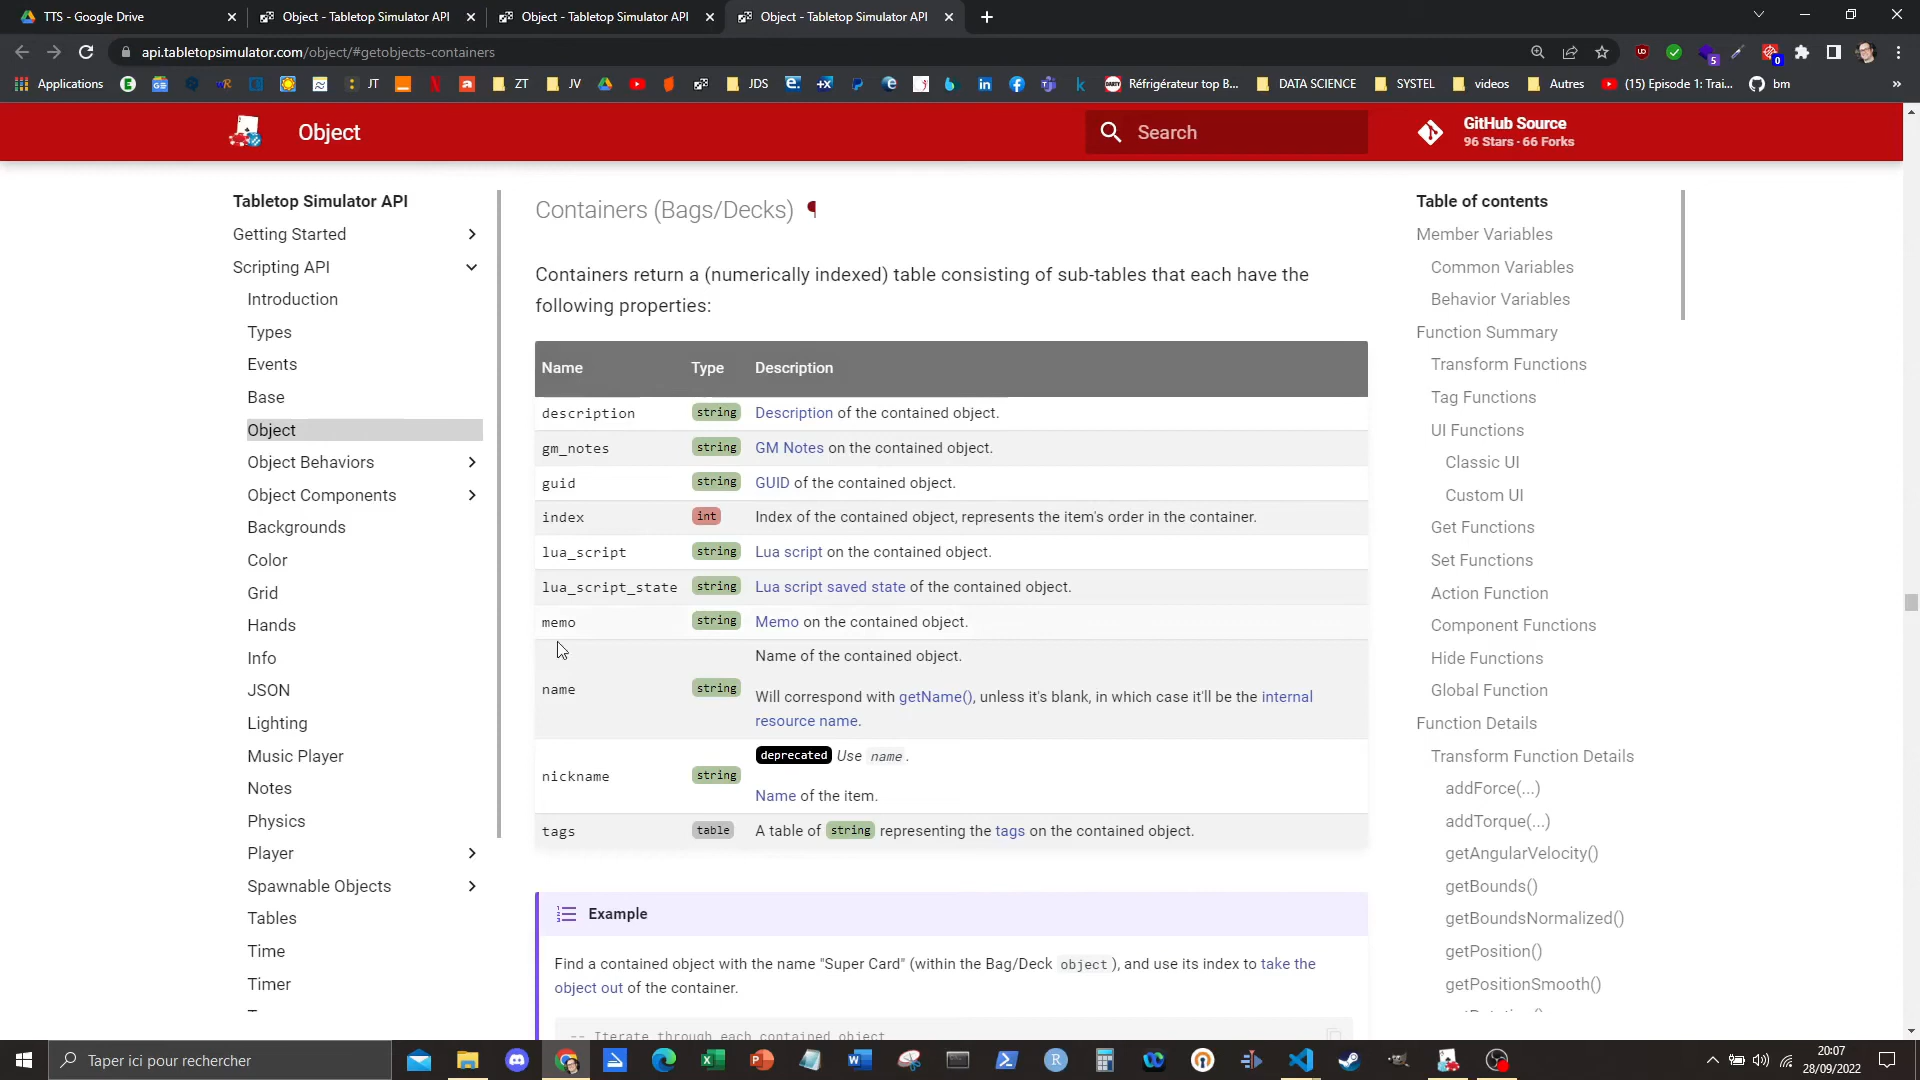 TTS - Google Drive
Object - Tabletop Simulator API
Object - Tabletop Simulator API
Object - Tabletop Simulator API
api.tabletopsimulator.com/object/#getobjects-containers
5
0
Applications
JT
ZT
JV
JDS
Réfrigérateur top B...
DATA SCIENCE
SYSTEL
videos
Autres
(15) Episode 1: Trai...
bm
Object
Search
GitHub Source
96 Stars · 66 Forks
Tabletop Simulator API
Getting Started
Scripting API
Introduction
Types
Events
Base
Object
Object Behaviors
Object Components
Backgrounds
Color
Grid
Hands
Info
JSON
Lighting
Music Player
Notes
Physics
Player
Spawnable Objects
Tables
Time
Timer
Containers (Bags/Decks) ¶
Containers return a (numerically indexed) table consisting of sub-tables that each have the
following properties:
Name Type Description
description string Description of the contained object.
gm_notes string GM Notes on the contained object.
guid string GUID of the contained object.
index int Index of the contained object, represents the item's order in the container.
lua_script string Lua script on the contained object.
lua_script_state string Lua script saved state of the contained object.
memo string Memo on the contained object.
Name of the contained object.
name string Will correspond with getName(), unless it's blank, in which case it'll be the internal
resource name.
deprecated Use name.
nickname string
Name of the item.
tags table A table of string representing the tags on the contained object.
Example
Find a contained object with the name "Super Card" (within the Bag/Deck object), and use its index to take the
object out of the container.
-- Iterate through each contained object
Table of contents
Member Variables
Common Variables
Behavior Variables
Function Summary
Transform Functions
Tag Functions
UI Functions
Classic UI
Custom UI
Get Functions
Set Functions
Action Function
Component Functions
Hide Functions
Global Function
Function Details
Transform Function Details
addForce(...)
addTorque(...)
getAngularVelocity()
getBounds()
getBoundsNormalized()
getPosition()
getPositionSmooth()
Taper ici pour rechercher
20:07
28/09/2022